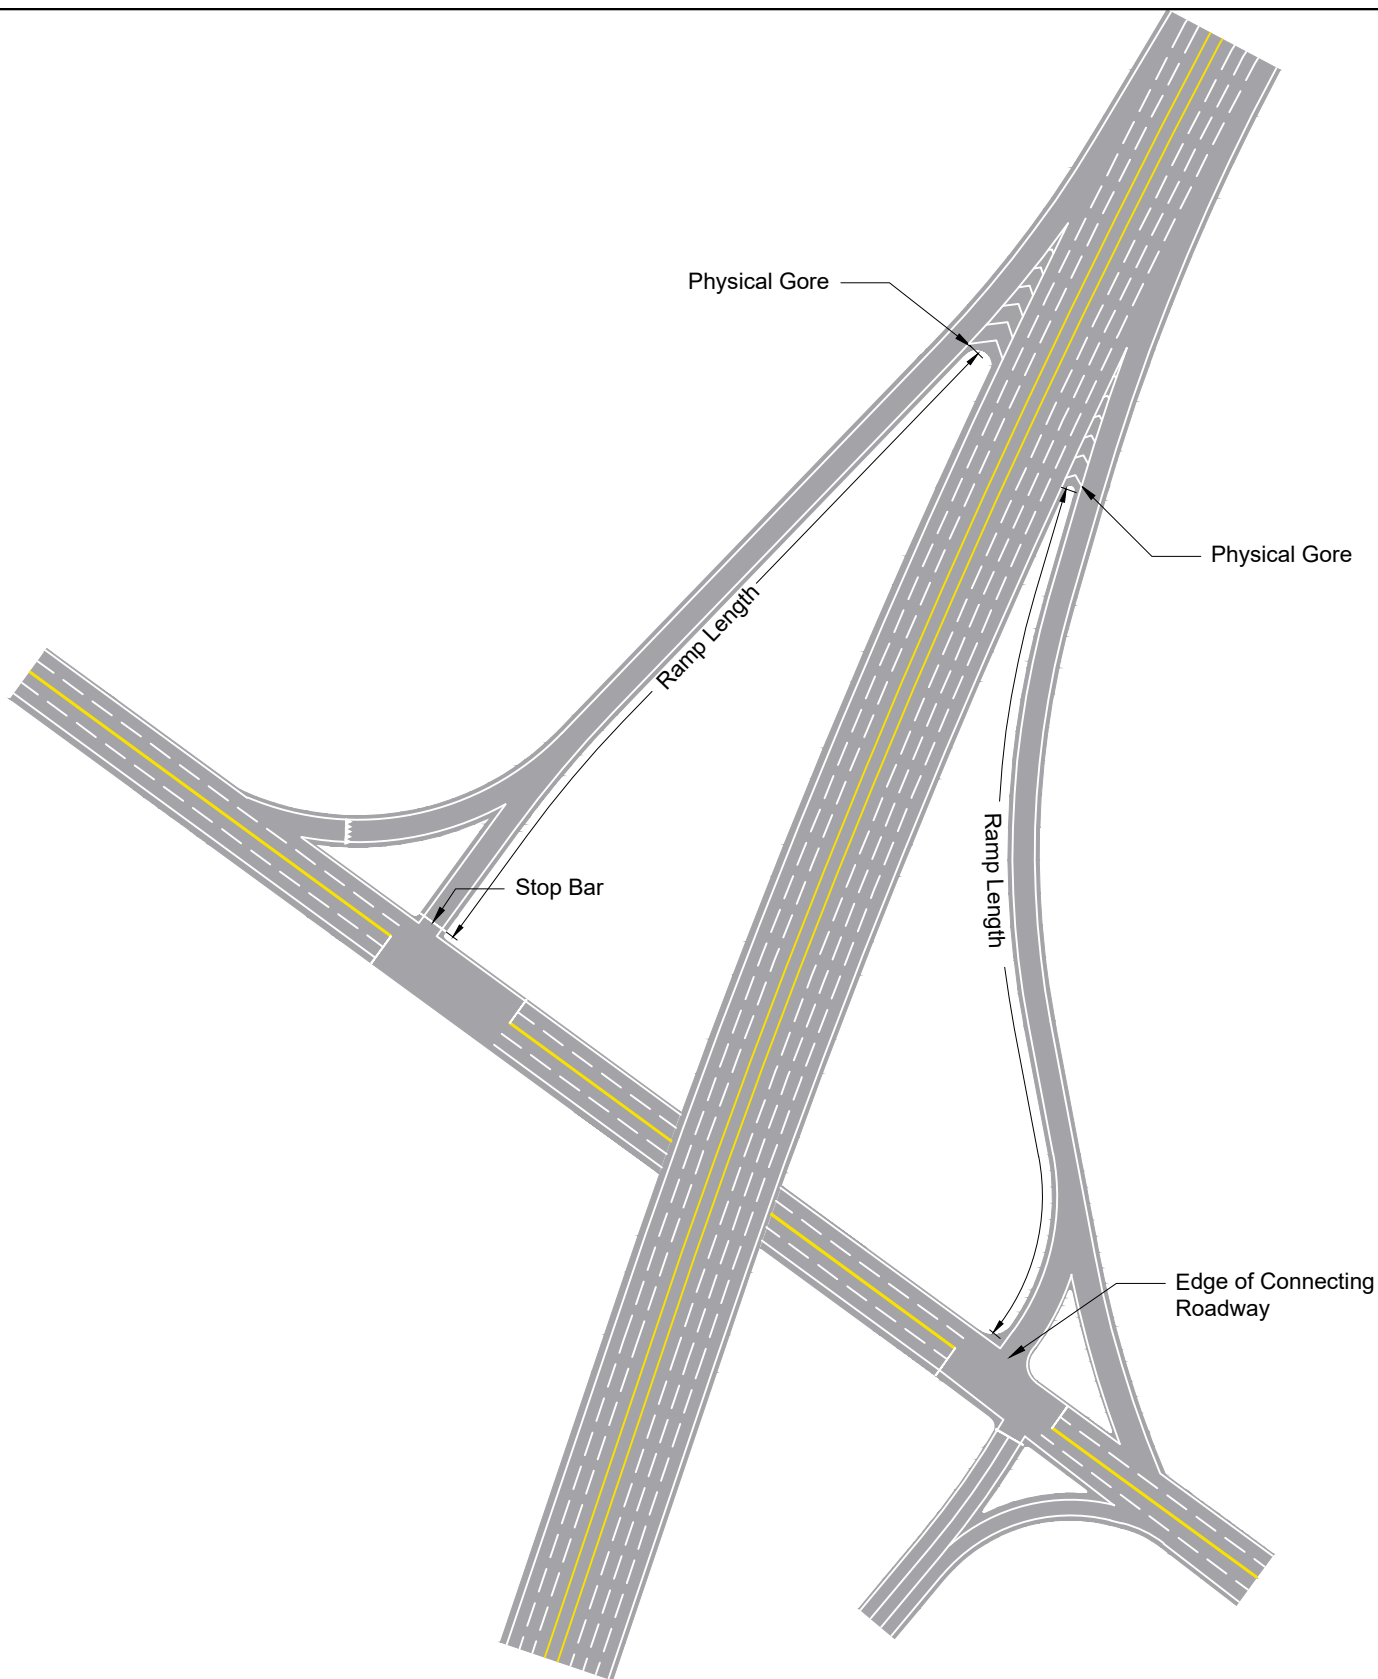 Physical Gore
Physical Gore
Ramp Length
Ramp Length
Stop Bar
Edge of Connecting
Roadway